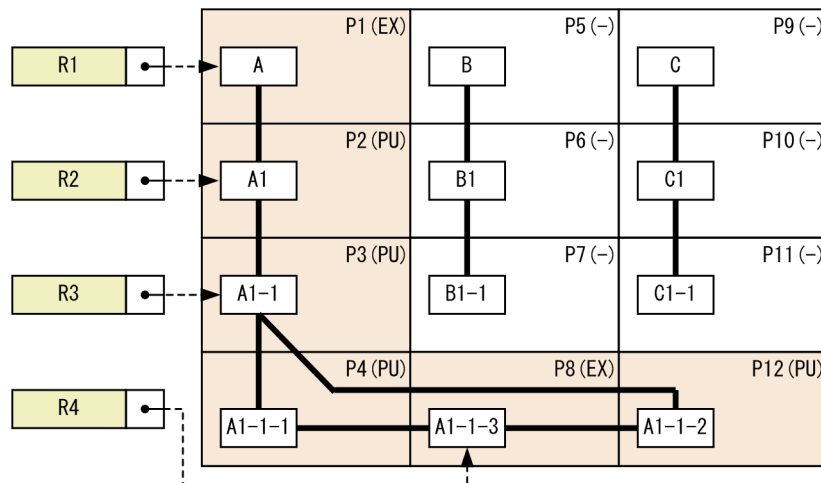 P1(EX) P5(-) P9(-)
R1 A B C
P2(PU) P6(-) P10(-)
R2 A1 B1 C1
P3(PU) P7(-) P11(-)
R3 A1-1 B1-1 C1-1
P4(PU) P8(EX) P12(PU)
R4 A1-1-1 A1-1-3 A1-1-2